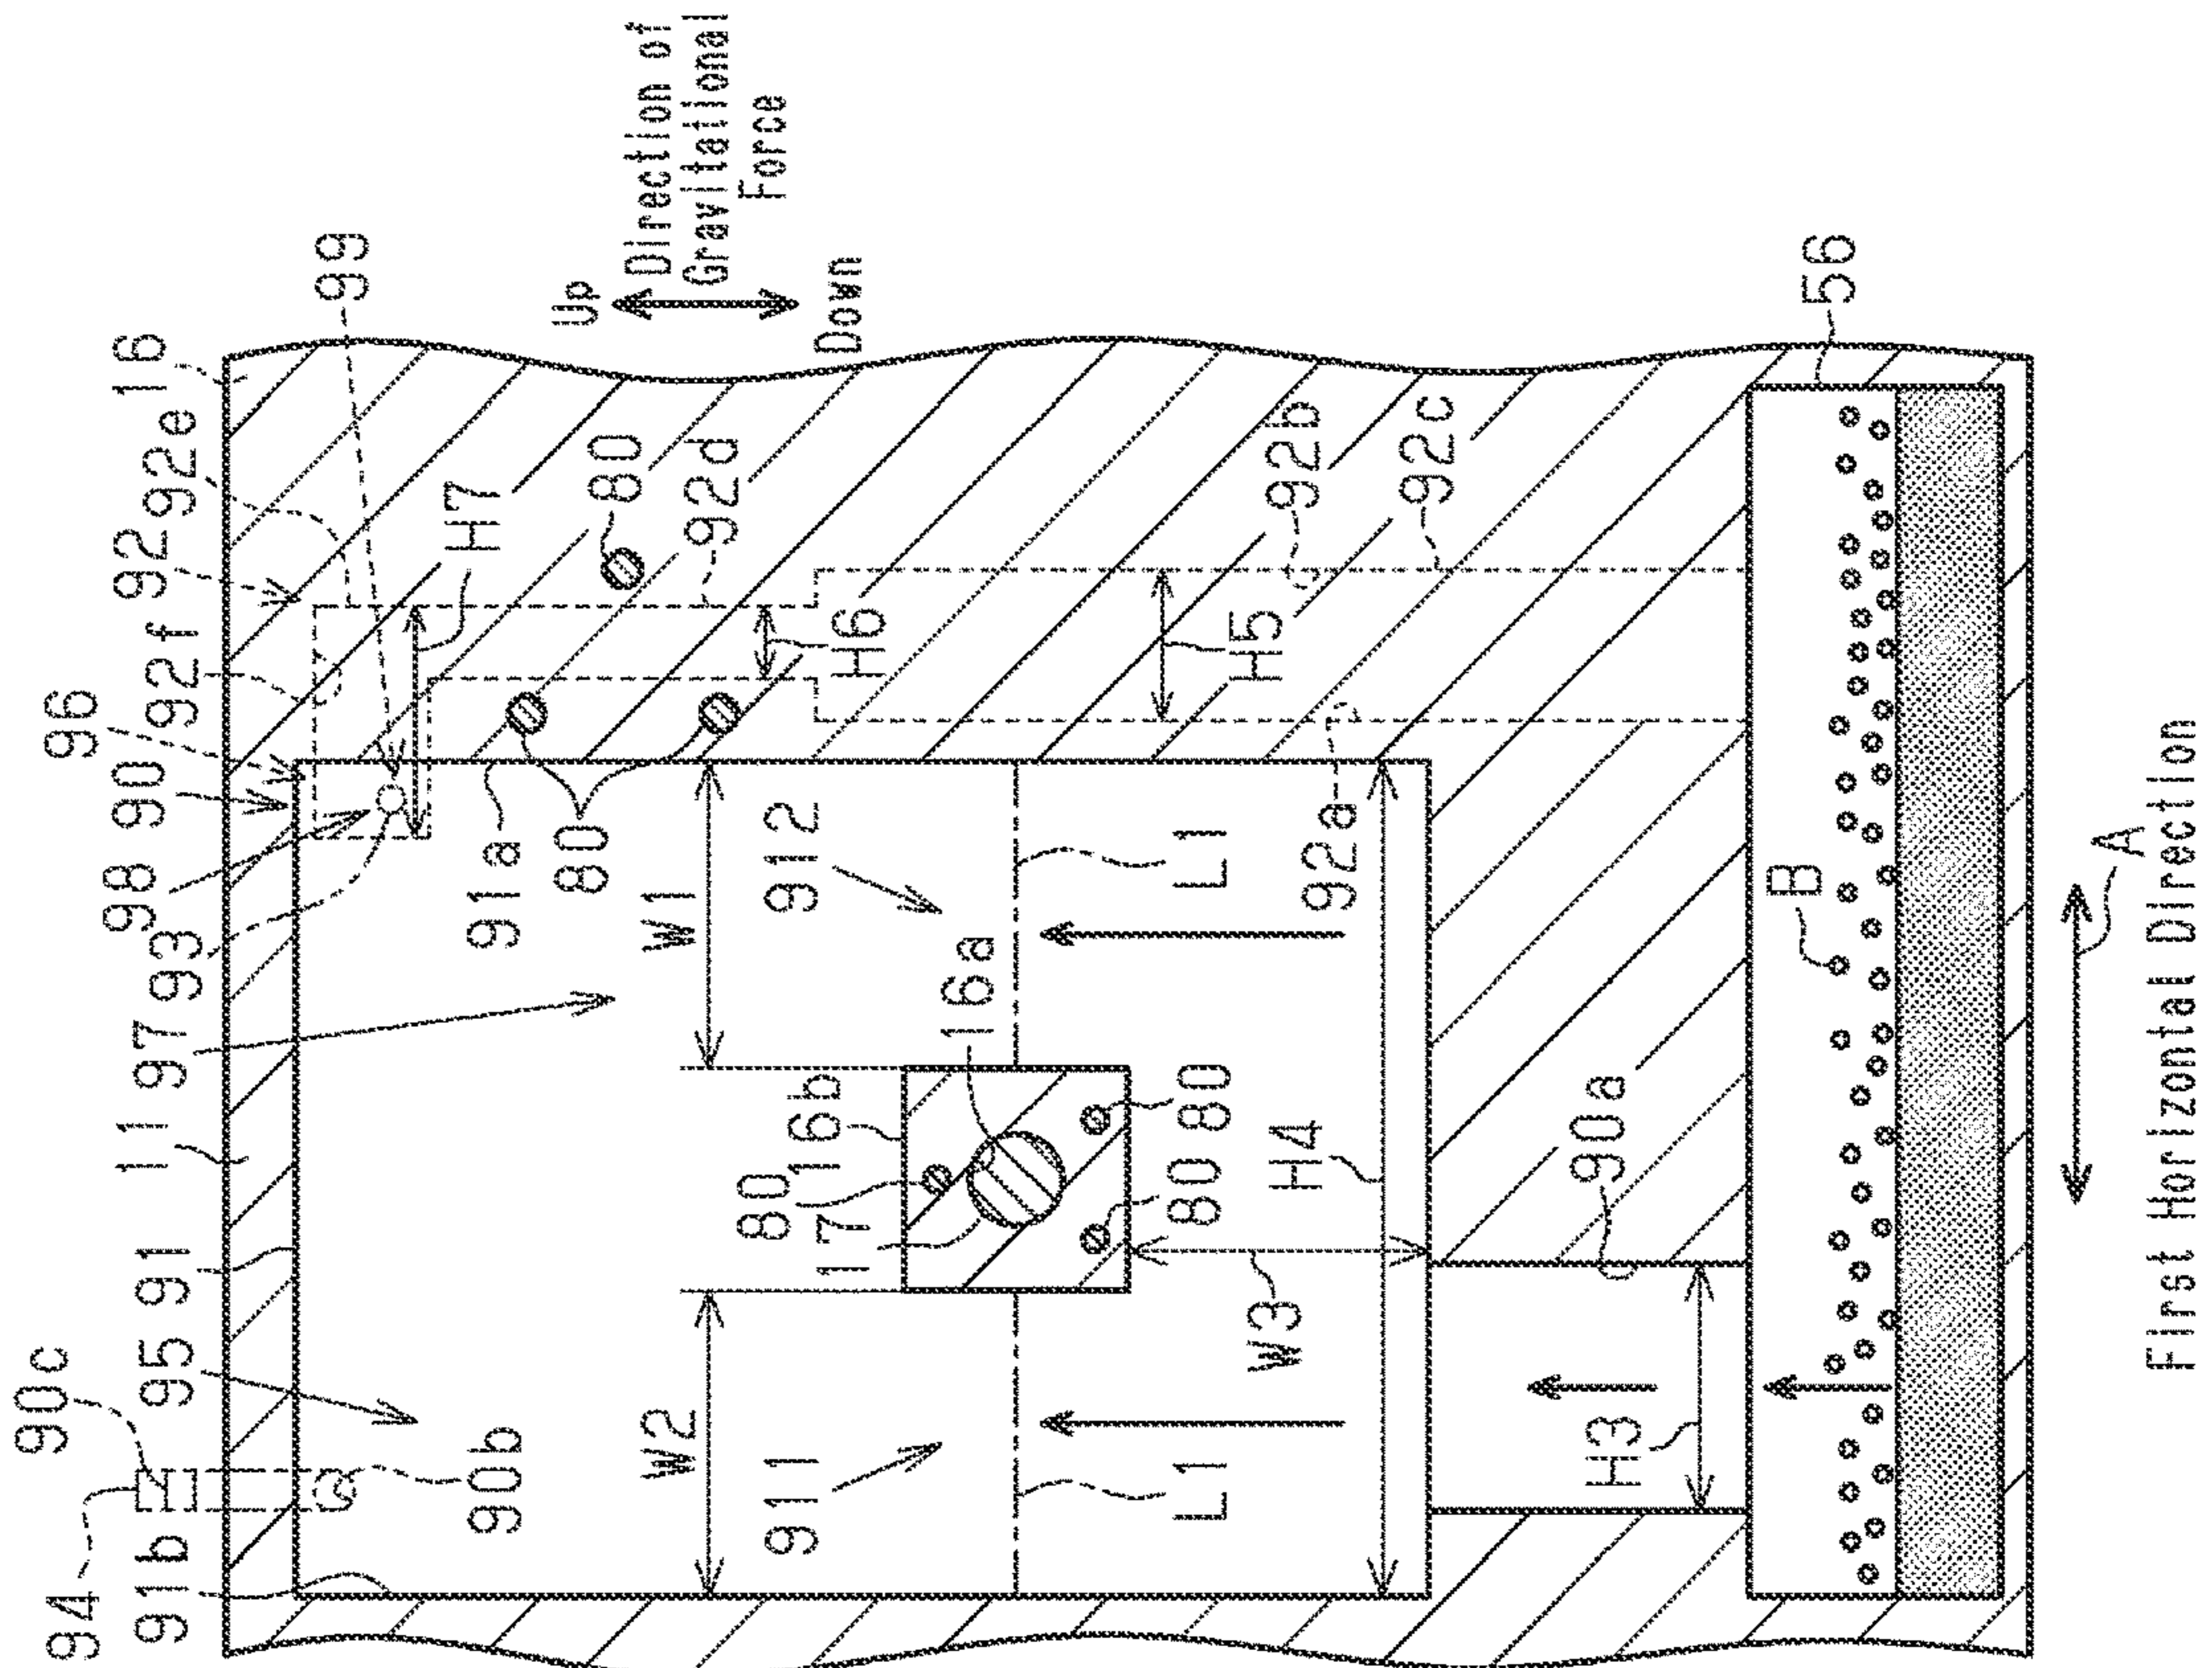 94
91b
90c
95
91
11
97
93
98
90
96
92f
92
92e
16
99
Up
Direction of
Gravitational
Force
Down
90b
W2
911
L1
80
16b
17
16a
80
80
W3
H4
91a
80
W1
912
L1
92a
H7
80
92d
H6
H5
92b
92c
56
H3
90a
B
A
First Horizontal Direction